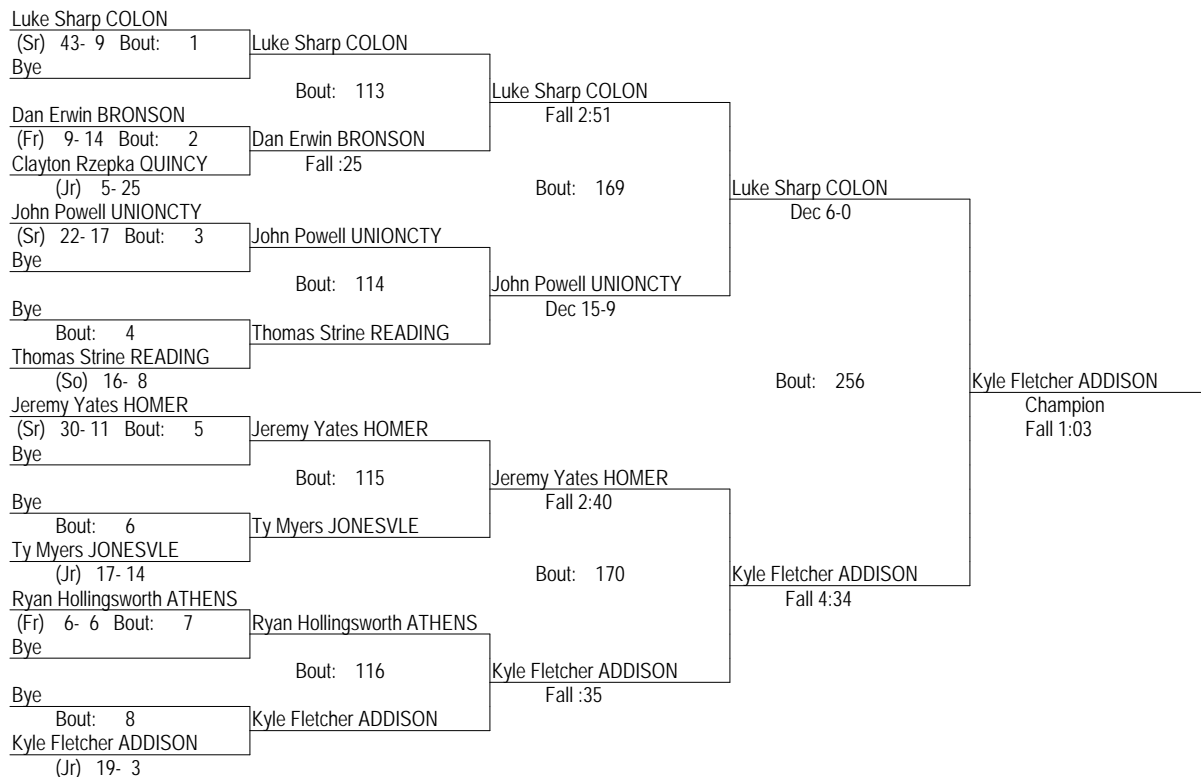 Luke Sharp COLON
(Sr) 43- 9 Bout: 1
Bye
Luke Sharp COLON
Bout: 113
Dan Erwin BRONSON
(Fr) 9- 14 Bout: 2
Clayton Rzepka QUINCY
(Jr) 5- 25
Dan Erwin BRONSON
Fall :25
Luke Sharp COLON
Fall 2:51
Bout: 169
John Powell UNIONCTY
(Sr) 22- 17 Bout: 3
Bye
John Powell UNIONCTY
Bout: 114
Bye
Bout: 4
Thomas Strine READING
(So) 16- 8
Thomas Strine READING
John Powell UNIONCTY
Dec 15-9
Luke Sharp COLON
Dec 6-0
Bout: 256
Jeremy Yates HOMER
(Sr) 30- 11 Bout: 5
Bye
Jeremy Yates HOMER
Bout: 115
Bye
Bout: 6
Ty Myers JONESVLE
(Jr) 17- 14
Ty Myers JONESVLE
Jeremy Yates HOMER
Fall 2:40
Bout: 170
Ryan Hollingsworth ATHENS
(Fr) 6- 6 Bout: 7
Bye
Ryan Hollingsworth ATHENS
Bout: 116
Bye
Bout: 8
Kyle Fletcher ADDISON
(Jr) 19- 3
Kyle Fletcher ADDISON
Kyle Fletcher ADDISON
Fall :35
Kyle Fletcher ADDISON
Fall 4:34
Kyle Fletcher ADDISON
Champion
Fall 1:03